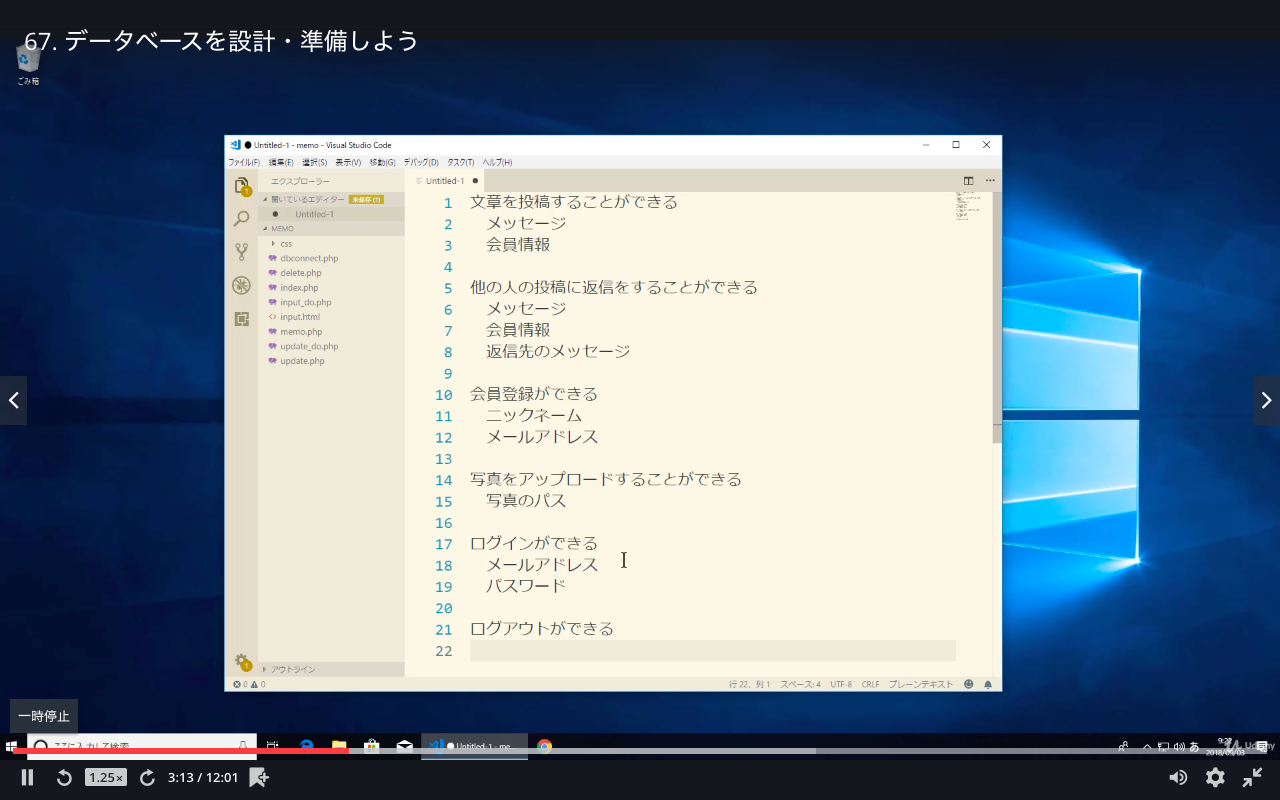 67. データベースを設計・準備しよう
ごみ箱
Untitled-1 - memo - Visual Studio Code
ファイル(F) 編集(E) 選択(S) 表示(V) 移動(G) デバッグ(D) タスク(T) ヘルプ(H)
エクスプローラー
Untitled-1
開いているエディター 未保存 (1)
Untitled-1
MEMO
css
dbconnect.php
delete.php
index.php
input_do.php
input.html
memo.php
update_do.php
update.php
アウトライン
1 文章を投稿することができる
2 メッセージ
3 会員情報
4
5 他の人の投稿に返信をすることができる
6 メッセージ
7 会員情報
8 返信先のメッセージ
9
10 会員登録ができる
11 ニックネーム
12 メールアドレス
13
14 写真をアップロードすることができる
15 写真のパス
16
17 ログインができる
18 メールアドレス
19 パスワード
20
21 ログアウトができる
22
0 0
行 22、列 1 スペース: 4 UTF-8 CRLF プレーンテキスト
一時停止
ここに入力して検索
Untitled-1 - me...
あ
Udemy
1.25×
3:13 / 12:01